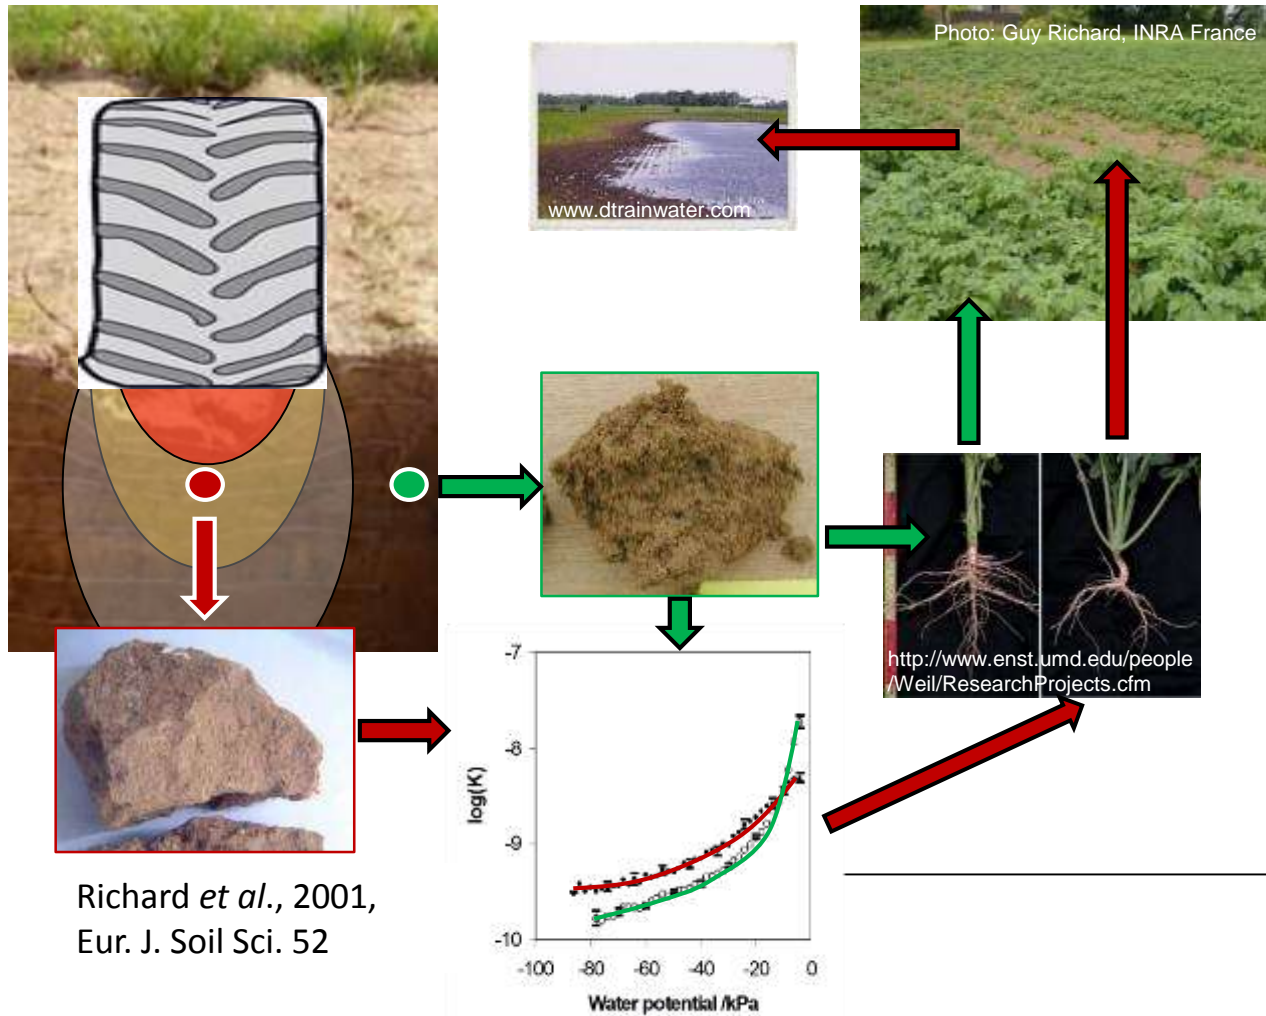 Photo: Guy Richard, INRA France
www.dtrainwater.com
http://www.enst.umd.edu/people
/Weil/ResearchProjects.cfm
-7
-8
-9
-10
log(K)
-100 -80 -60 -40 -20 0
Water potential /kPa
Richard et al., 2001,
Eur. J. Soil Sci. 52